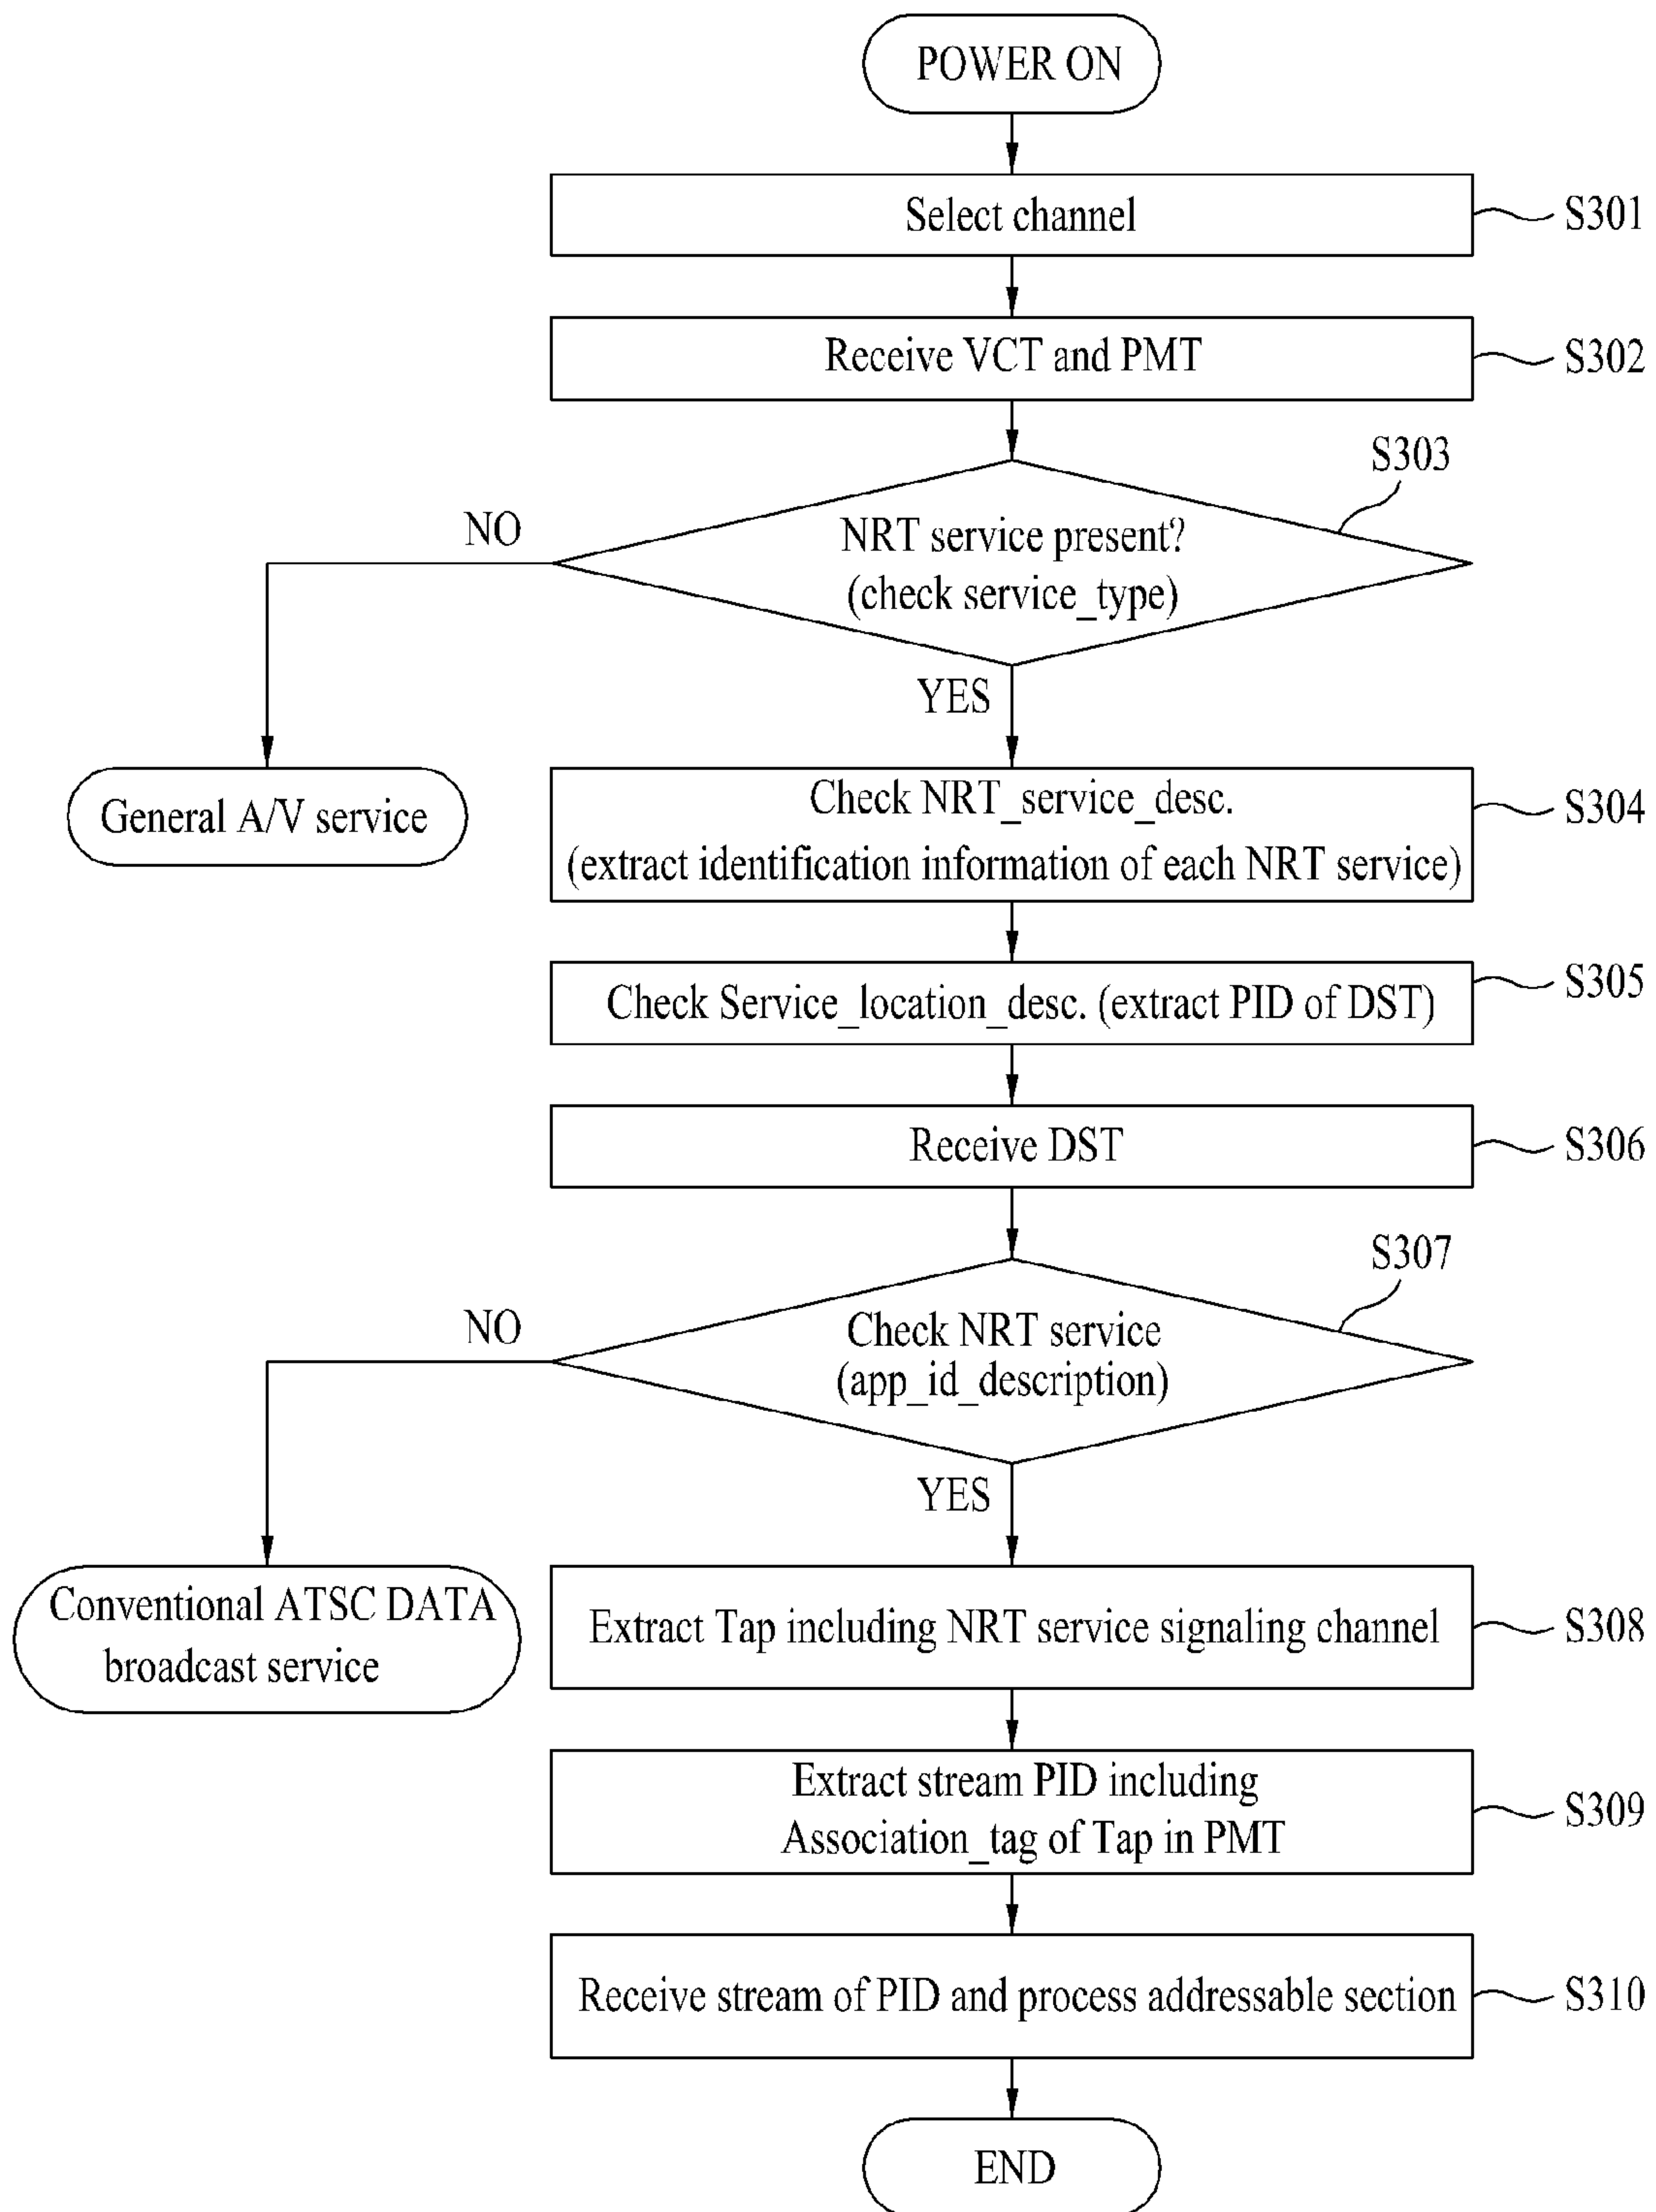 POWER ON
Select channel
S301
Receive VCT and PMT
S302
S303
NRT service present?
(check service_type)
NO
YES
General A/V service
Check NRT_service_desc.
(extract identification information of each NRT service)
S304
Check Service_location_desc. (extract PID of DST)
S305
Receive DST
S306
S307
Check NRT service
(app_id_description)
NO
YES
Conventional ATSC DATA
broadcast service
Extract Tap including NRT service signaling channel
S308
Extract stream PID including
Association_tag of Tap in PMT
S309
Receive stream of PID and process addressable section
S310
END